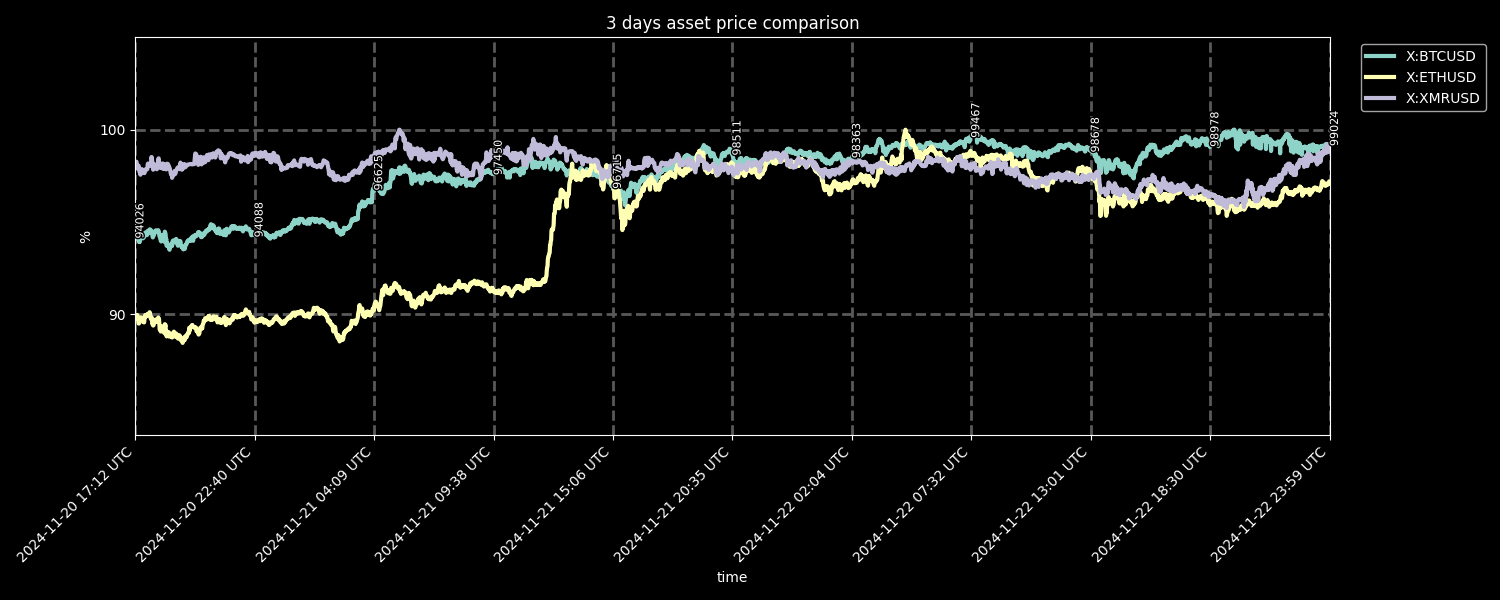 3 days asset price comparison
X:BTCUSD
X:ETHUSD
X:XMRUSD
100
90
%
94026
94088
96625
97450
96715
98511
98363
99467
98678
98978
99024
2024-11-20 17:12 UTC
2024-11-20 22:40 UTC
2024-11-21 04:09 UTC
2024-11-21 09:38 UTC
2024-11-21 15:06 UTC
2024-11-21 20:35 UTC
2024-11-22 02:04 UTC
2024-11-22 07:32 UTC
2024-11-22 13:01 UTC
2024-11-22 18:30 UTC
2024-11-22 23:59 UTC
time